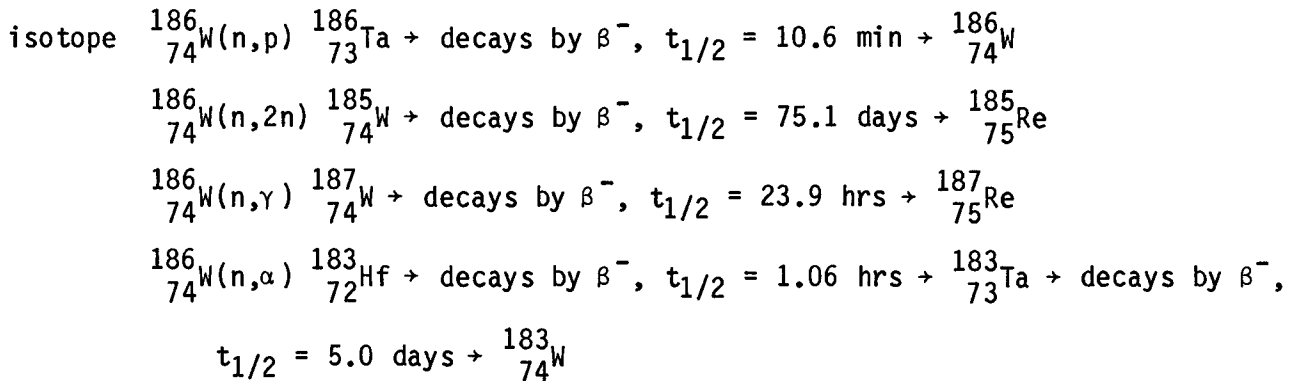 isotope ¹⁸⁶₇₄W(n,p) ¹⁸⁶₇₃Ta → decays by β⁻, t₁/₂ = 10.6 min → ¹⁸⁶₇₄W
¹⁸⁶₇₄W(n,2n) ¹⁸⁵₇₄W → decays by β⁻, t₁/₂ = 75.1 days → ¹⁸⁵₇₅Re
¹⁸⁶₇₄W(n,γ) ¹⁸⁷₇₄W → decays by β⁻, t₁/₂ = 23.9 hrs → ¹⁸⁷₇₅Re
¹⁸⁶₇₄W(n,α) ¹⁸³₇₂Hf → decays by β⁻, t₁/₂ = 1.06 hrs → ¹⁸³₇₃Ta → decays by β⁻,
t₁/₂ = 5.0 days → ¹⁸³₇₄W